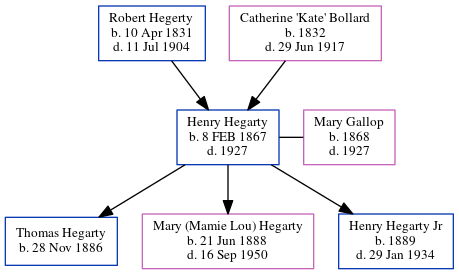 Robert Hegerty
b. 10 Apr 1831
d. 11 Jul 1904
Catherine 'Kate' Bollard
b. 1832
d. 29 Jun 1917
Henry Hegarty
b. 8 FEB 1867
d. 1927
Mary Gallop
b. 1868
d. 1927
Thomas Hegarty
b. 28 Nov 1886
Mary (Mamie Lou) Hegarty
b. 21 Jun 1888
d. 16 Sep 1950
Henry Hegarty Jr
b. 1889
d. 29 Jan 1934